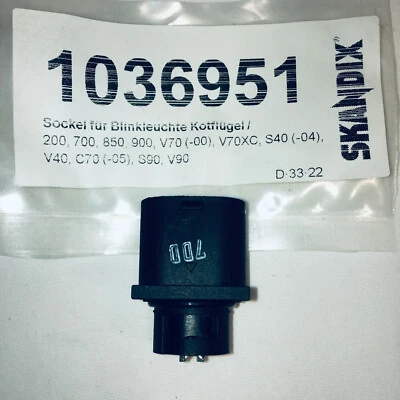 1036951
Sockel für Blinkleuchte Kotflügel /
200, 700, 850, 900, V70 (-00), V70XC, S40 (-04),
V40, C70 (-05), S90, V90
D-33-22
SKANDIX
700